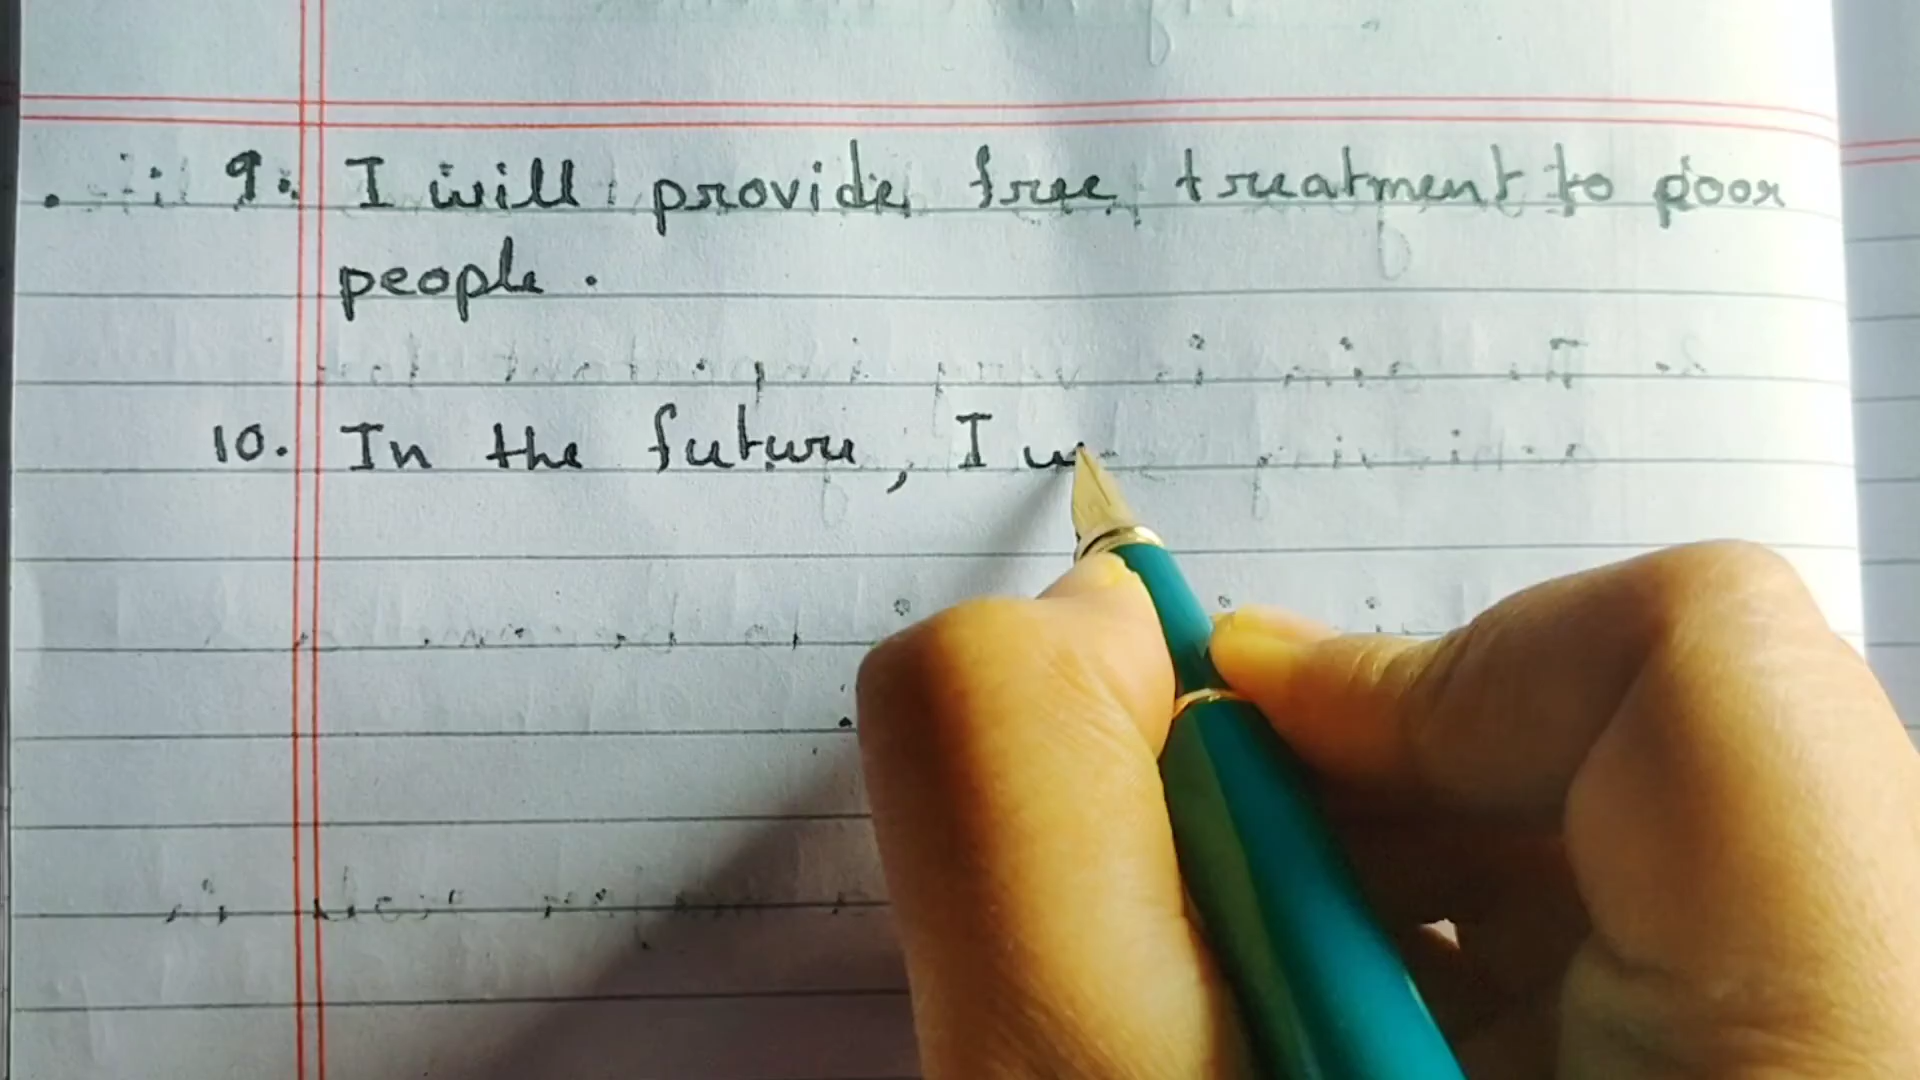 9. I will provide free treatment to poor
people.
10. In the future, I